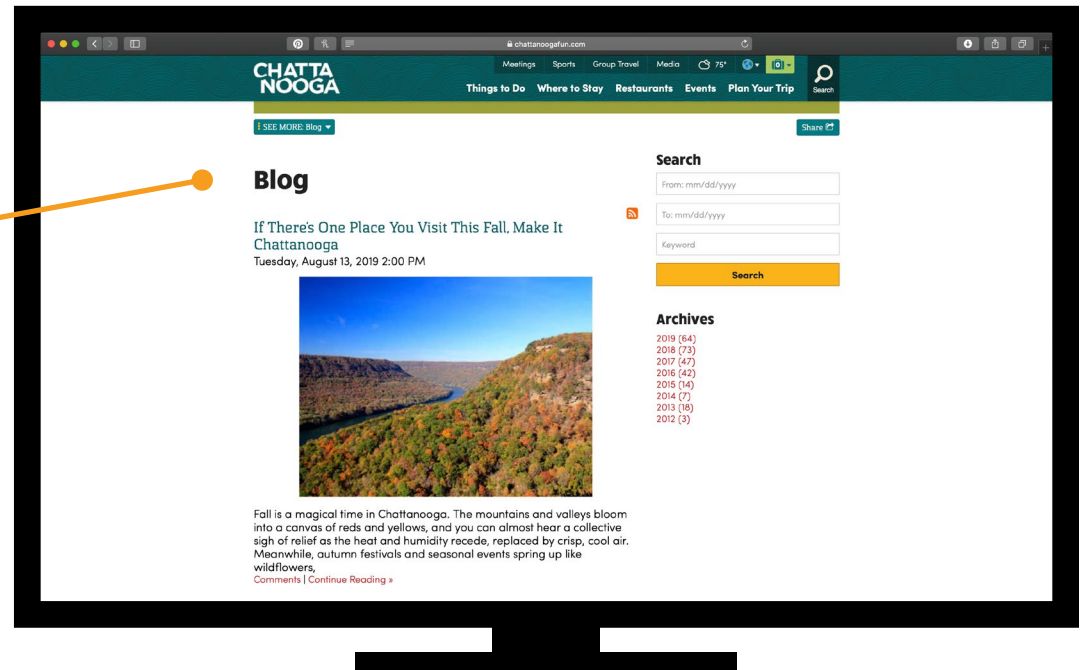 chattanoogafun.com
Meetings Sports Group Travel Media 75°
CHATTA
NOOGA
Things to Do Where to Stay Restaurants Events Plan Your Trip
Search
SEE MORE: Blog
Share
Blog
If There's One Place You Visit This Fall, Make It
Chattanooga
Tuesday, August 13, 2019 2:00 PM
Fall is a magical time in Chattanooga. The mountains and valleys bloom
into a canvas of reds and yellows, and you can almost hear a collective
sigh of relief as the heat and humidity recede, replaced by crisp, cool air.
Meanwhile, autumn festivals and seasonal events spring up like
wildflowers,
Comments | Continue Reading »
Search
From: mm/dd/yyyy
To: mm/dd/yyyy
Keyword
Search
Archives
2019 (64)
2018 (73)
2017 (47)
2016 (42)
2015 (14)
2014 (7)
2013 (18)
2012 (3)